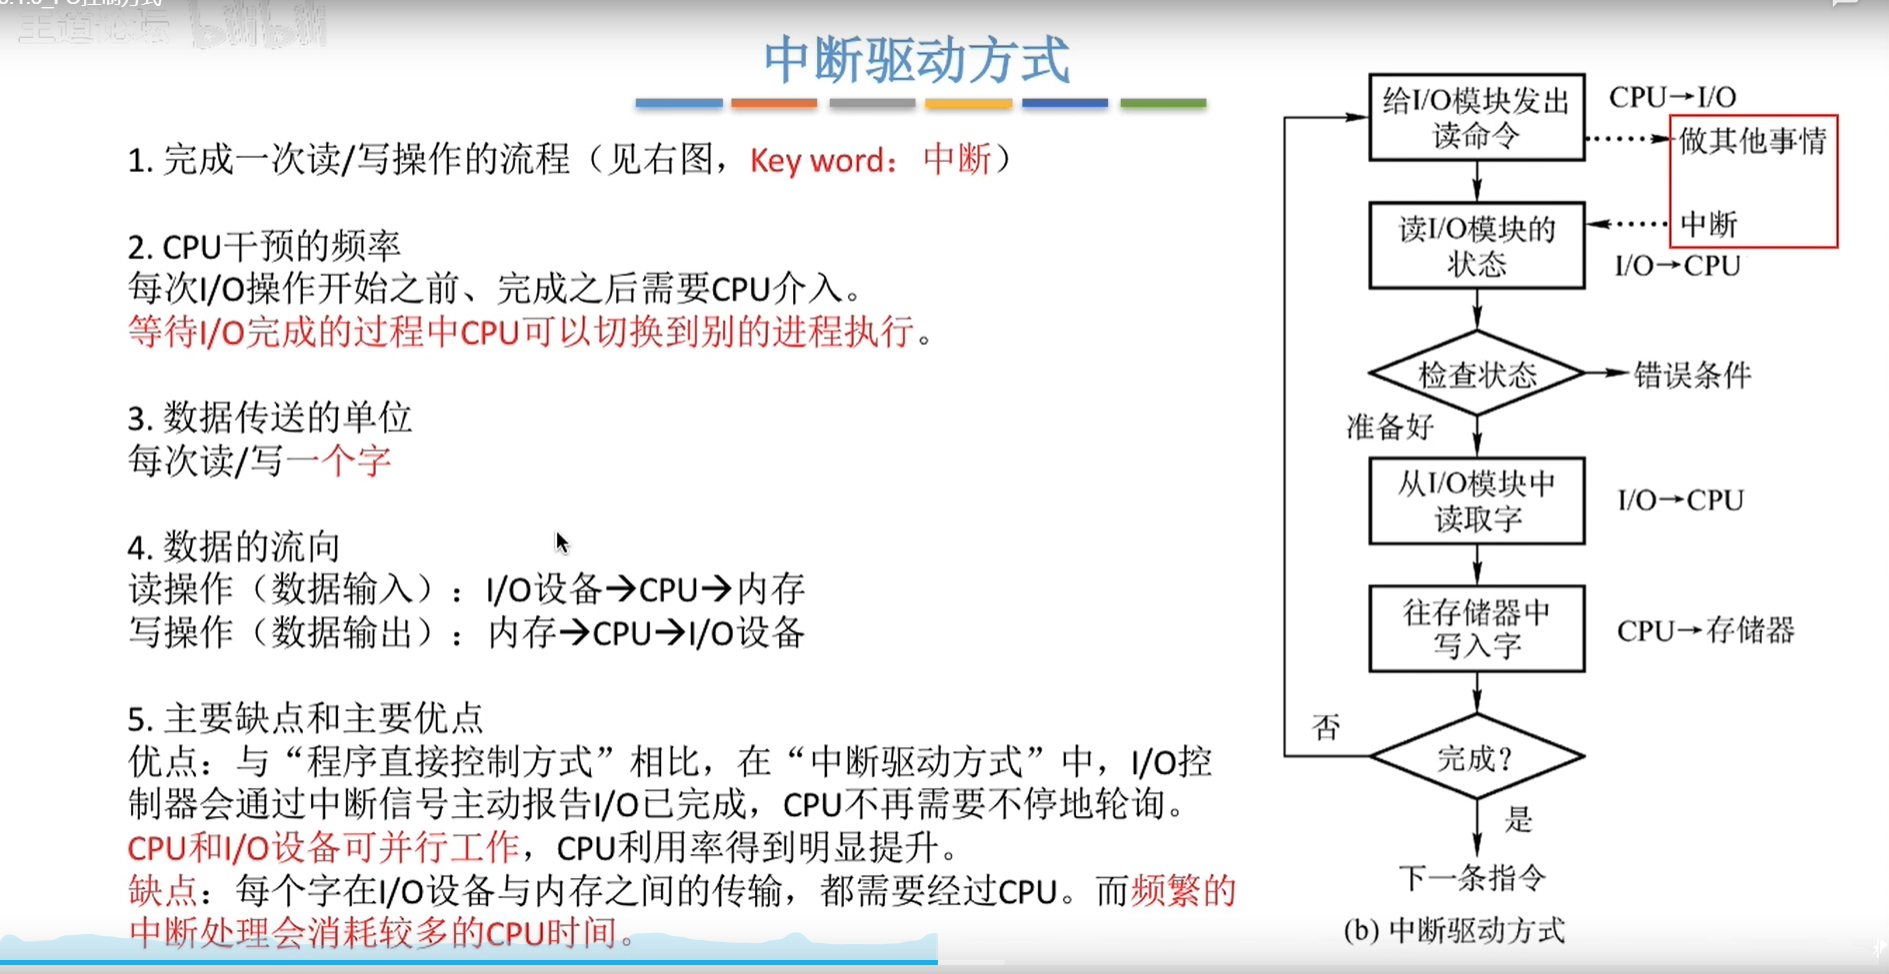 王道论坛 bilibili
中断驱动方式
1. 完成一次读/写操作的流程（见右图，Key word：中断）
2. CPU干预的频率
每次I/O操作开始之前、完成之后需要CPU介入。
等待I/O完成的过程中CPU可以切换到别的进程执行。
3. 数据传送的单位
每次读/写一个字
4. 数据的流向
读操作（数据输入）：I/O设备→CPU→内存
写操作（数据输出）：内存→CPU→I/O设备
5. 主要缺点和主要优点
优点：与“程序直接控制方式”相比，在“中断驱动方式”中，I/O控
制器会通过中断信号主动报告I/O已完成，CPU不再需要不停地轮询。
CPU和I/O设备可并行工作，CPU利用率得到明显提升。
缺点：每个字在I/O设备与内存之间的传输，都需要经过CPU。而频繁的
中断处理会消耗较多的CPU时间。
给I/O模块发出
读命令
CPU→I/O
做其他事情
读I/O模块的
状态
中断
I/O→CPU
检查状态
错误条件
准备好
从I/O模块中
读取字
I/O→CPU
往存储器中
写入字
CPU→存储器
否
完成?
是
下一条指令
(b) 中断驱动方式